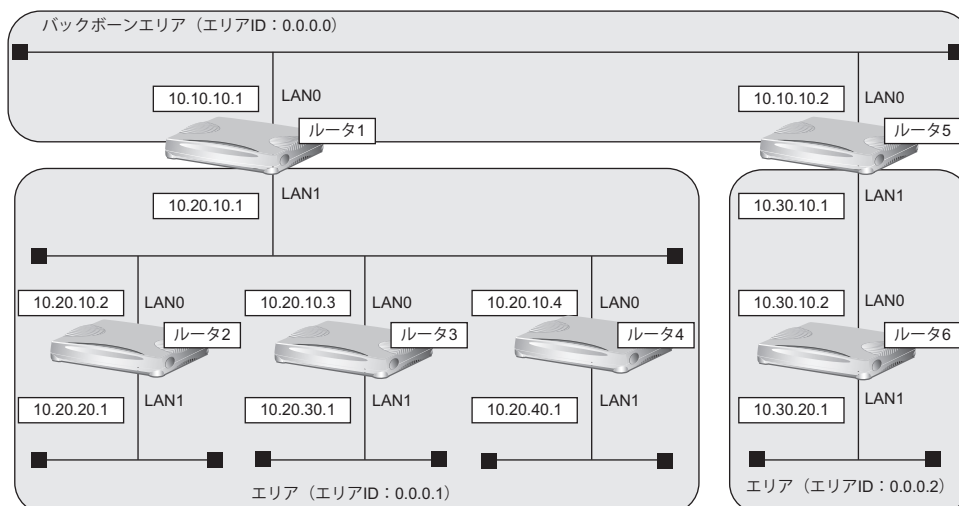 バックボーンエリア（エリアID：0.0.0.0）
10.10.10.1
LAN0
10.10.10.2
LAN0
ルータ1
ルータ5
10.20.10.1
LAN1
10.30.10.1
LAN1
10.20.10.2
LAN0
10.20.10.3
LAN0
10.20.10.4
LAN0
10.30.10.2
LAN0
ルータ2
ルータ3
ルータ4
ルータ6
10.20.20.1
LAN1
10.20.30.1
LAN1
10.20.40.1
LAN1
10.30.20.1
LAN1
エリア（エリアID：0.0.0.1）
エリア（エリアID：0.0.0.2）